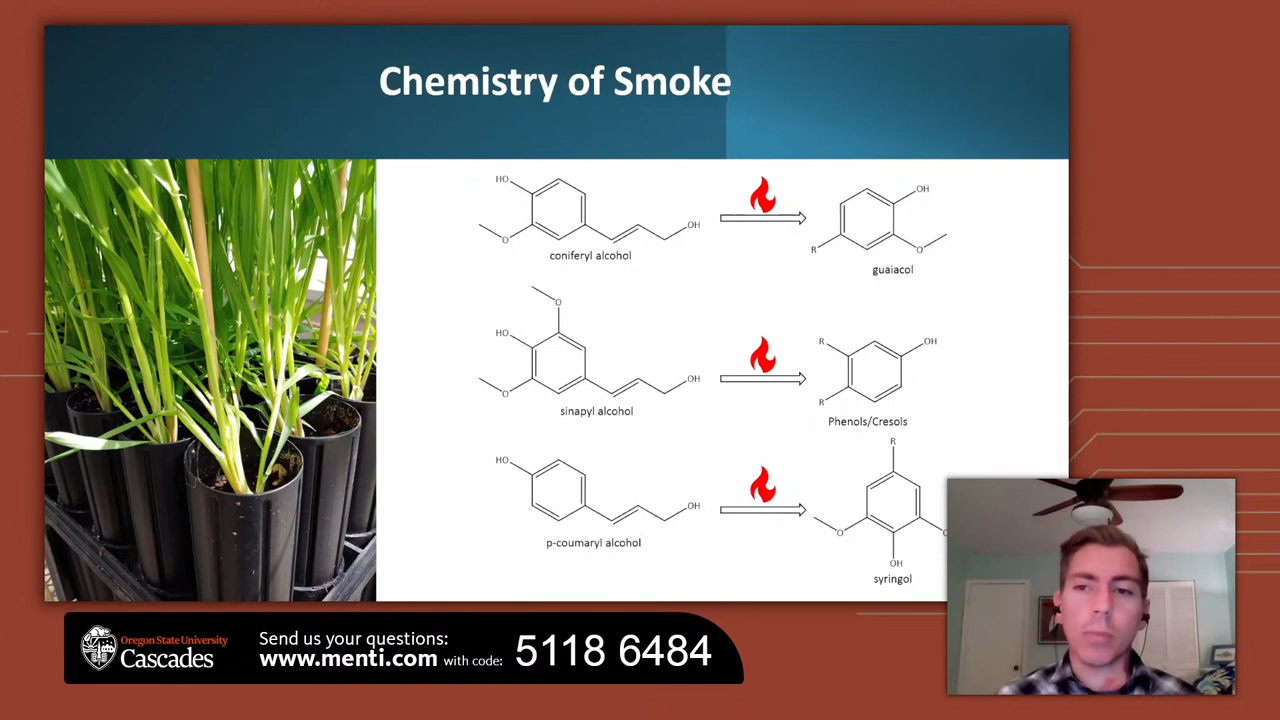 Chemistry of Smoke
HO
O
OH
coniferyl alcohol
OH
R
O
guaiacol
O
HO
O
OH
sinapyl alcohol
R
OH
R
Phenols/Cresols
HO
OH
p-coumaryl alcohol
R
O
O
OH
syringol
Oregon State University
Cascades
Send us your questions:
www.menti.com with code:
5118 6484